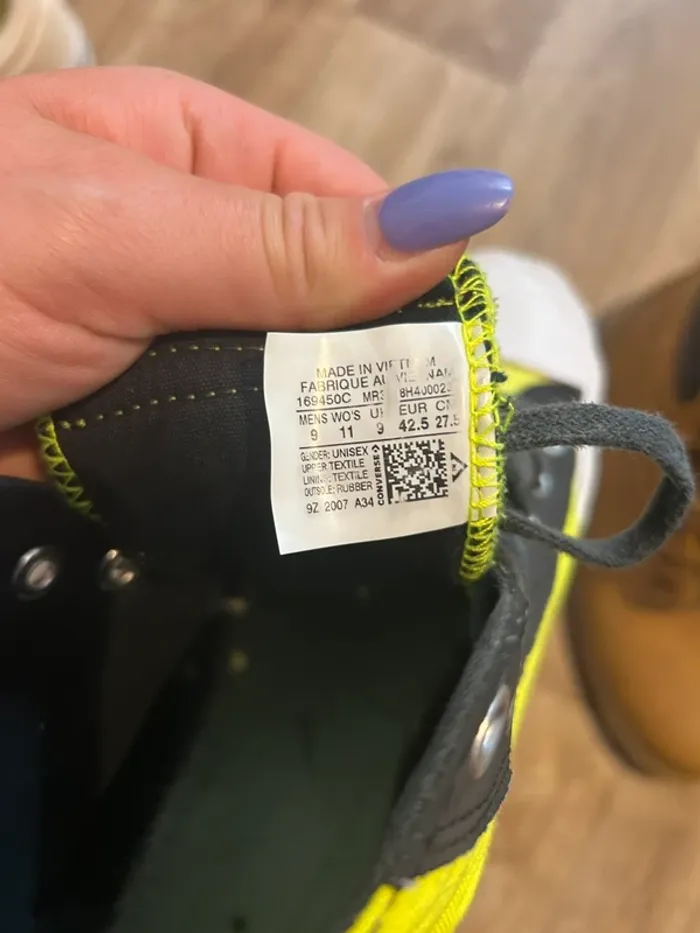 MADE IN VIETNAM
FABRIQUE AU VIETNAM
169450C
MENS WO'S UK EUR
9 11 9 42.5 27.5
GENDER: UNISEX
UPPER TEXTILE
LINING: TEXTILE
OUTSOLE: RUBBER
CONVERSE
9Z 2007 A34